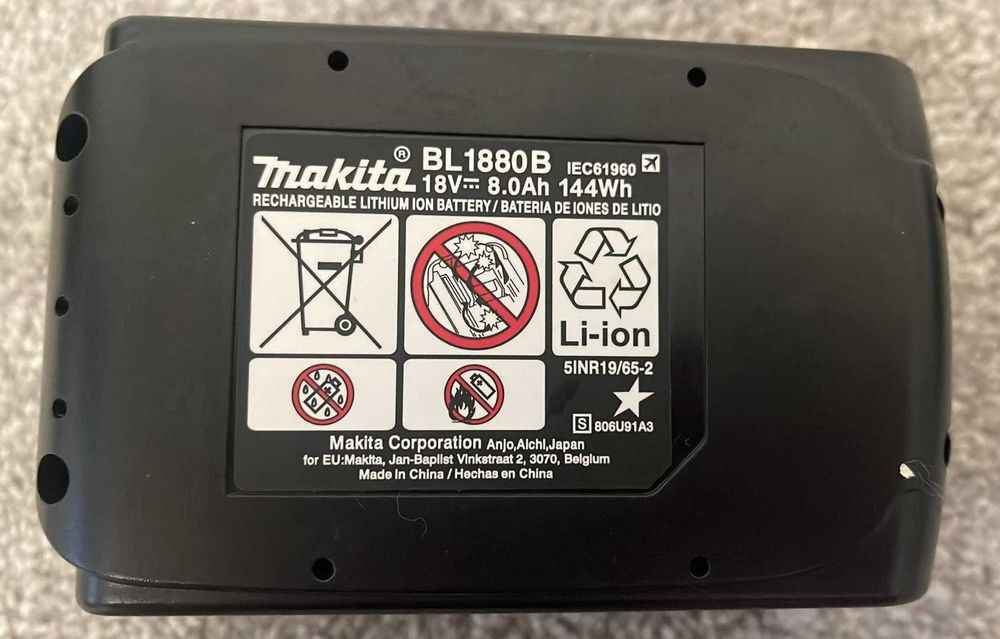 makita® BL1880B IEC61960
18V⎓ 8.0Ah 144Wh
RECHARGEABLE LITHIUM ION BATTERY / BATERIA DE IONES DE LITIO
Li-ion
5INR19/65-2
S 806U91A3
Makita Corporation Anjo,Aichi,Japan
for EU:Makita, Jan-Baplist Vinkstraat 2, 3070, Belgium
Made in China / Hechas en China